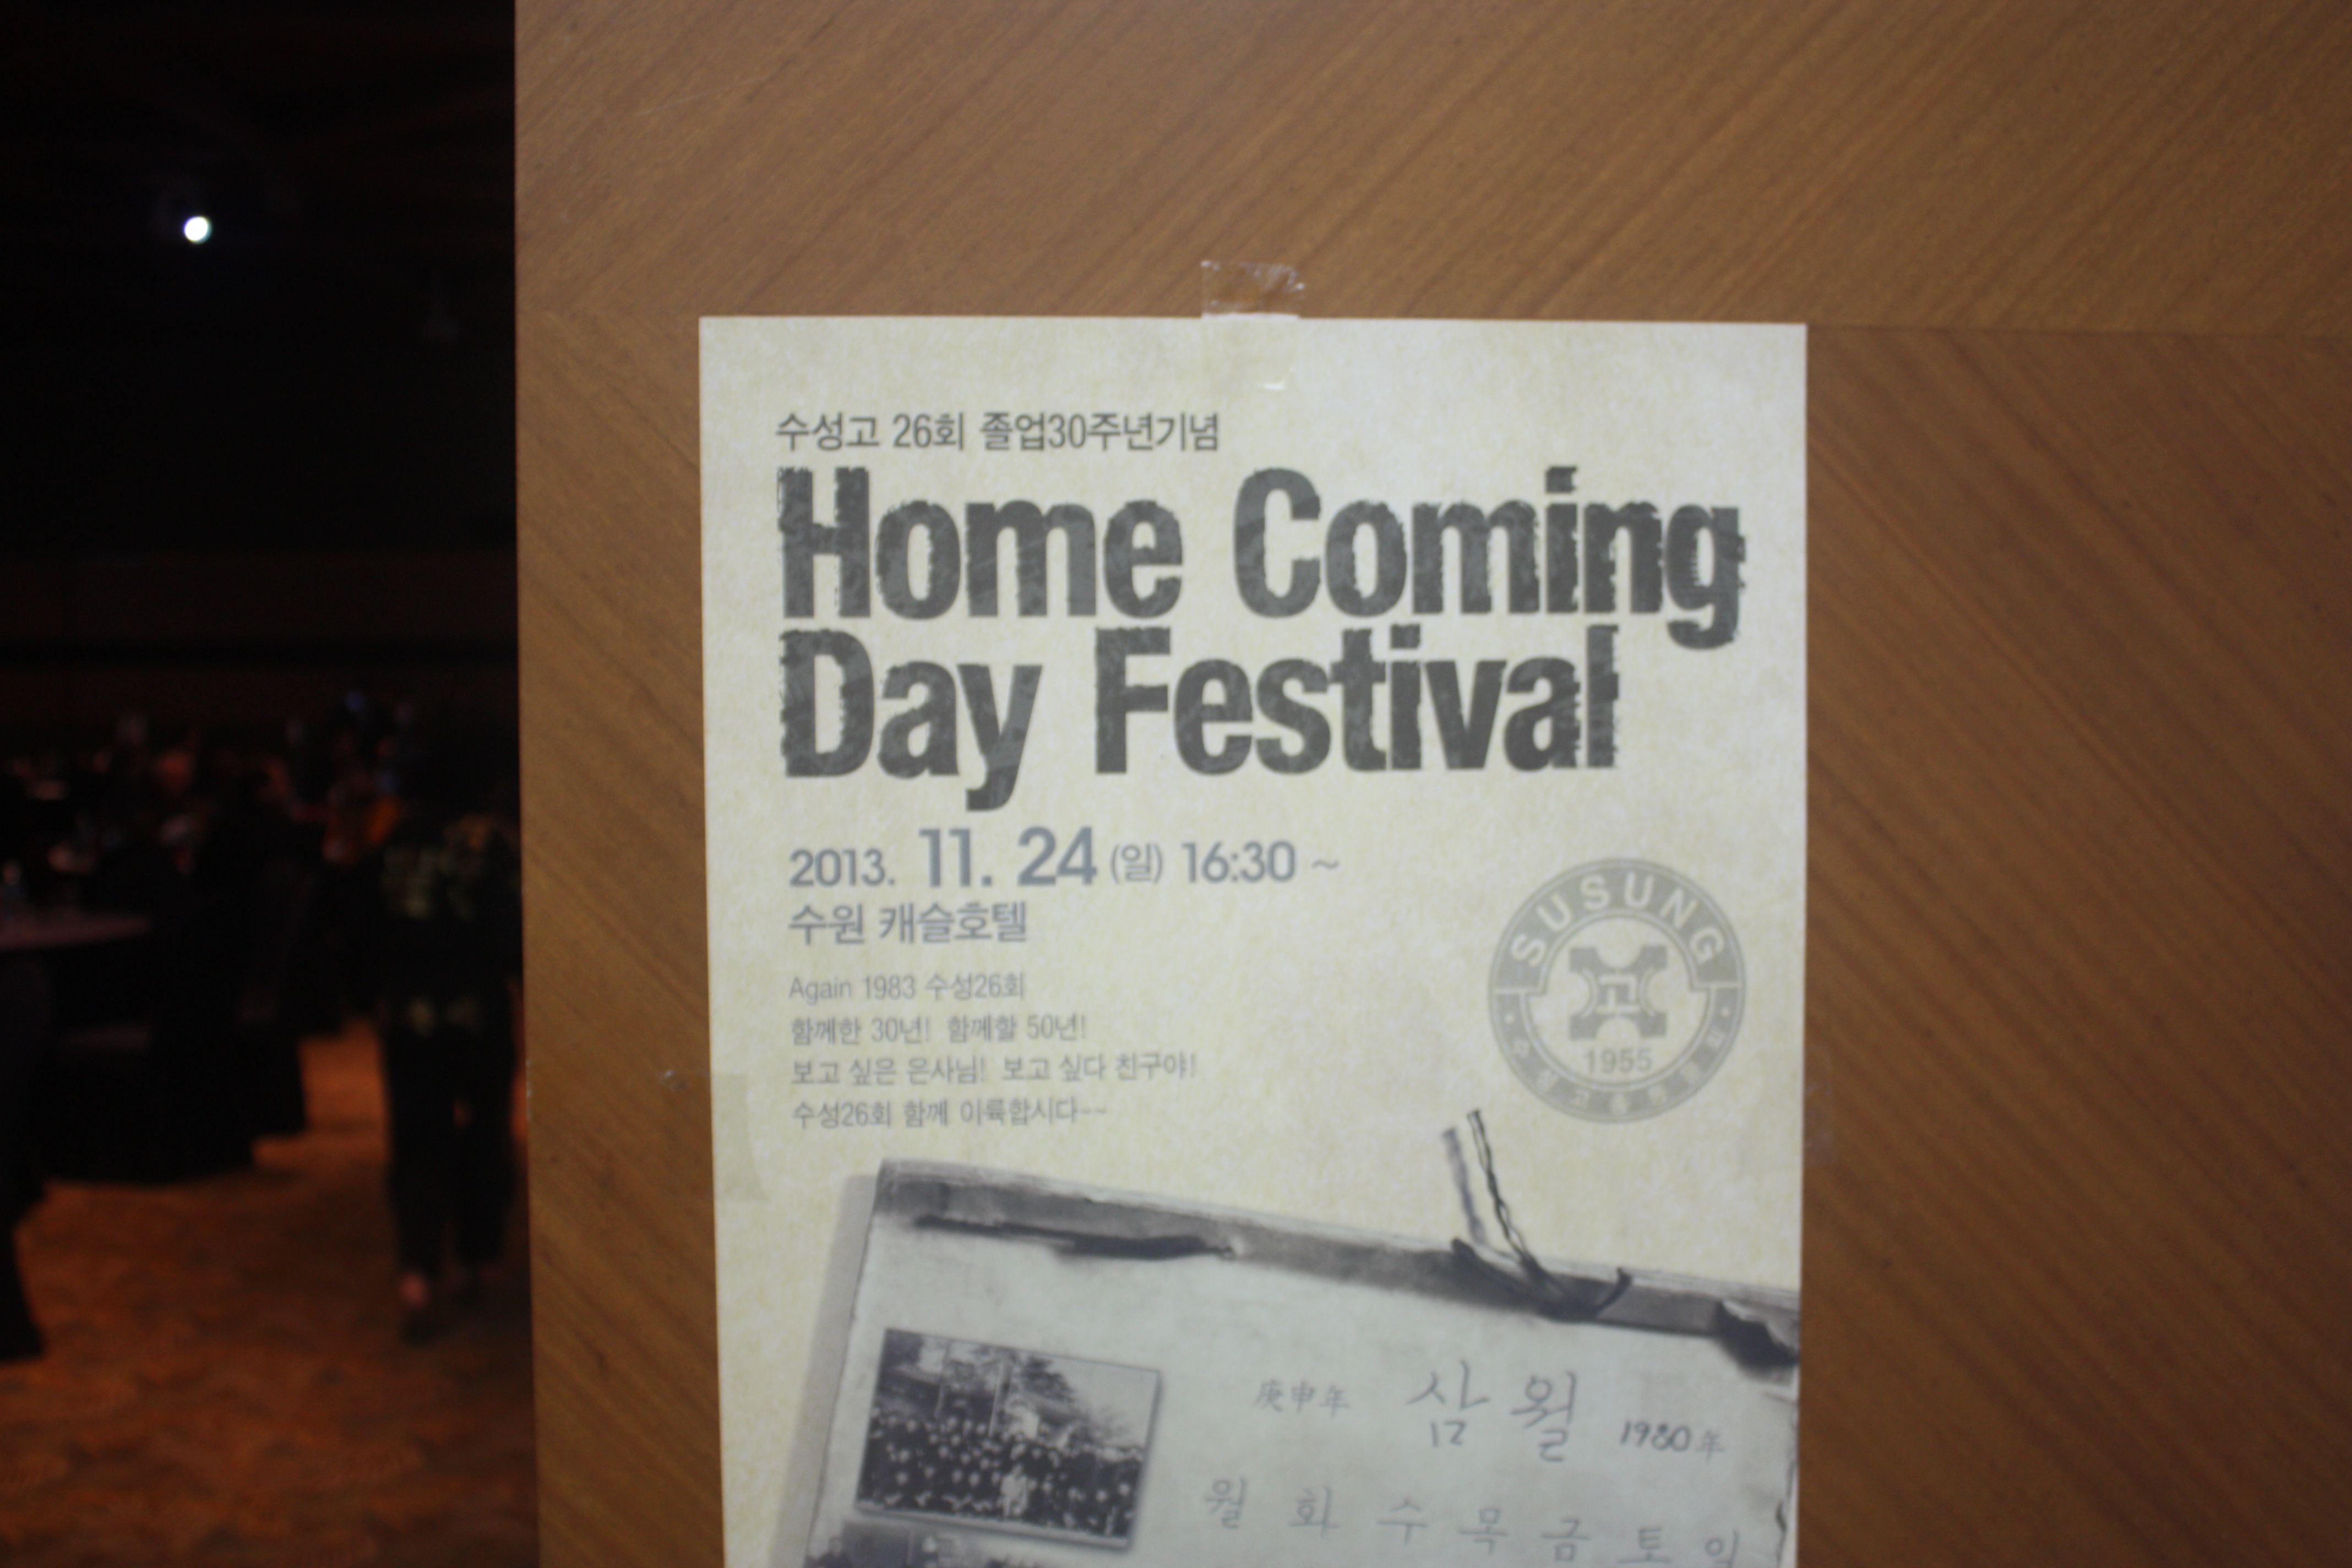 수성고 26회 졸업30주년기념
Home Coming
Day Festival
2013. 11. 24 (일) 16:30 ~
수원 캐슬호텔
Again 1983 수성26회
함께한 30년! 함께할 50년!
보고 싶은 은사님! 보고 싶다 친구야!
수성26회 함께 이룩합시다~~
SUSUNG
고
1955
庚申年 삼월 1980年
월 화 수 목 금 토 일